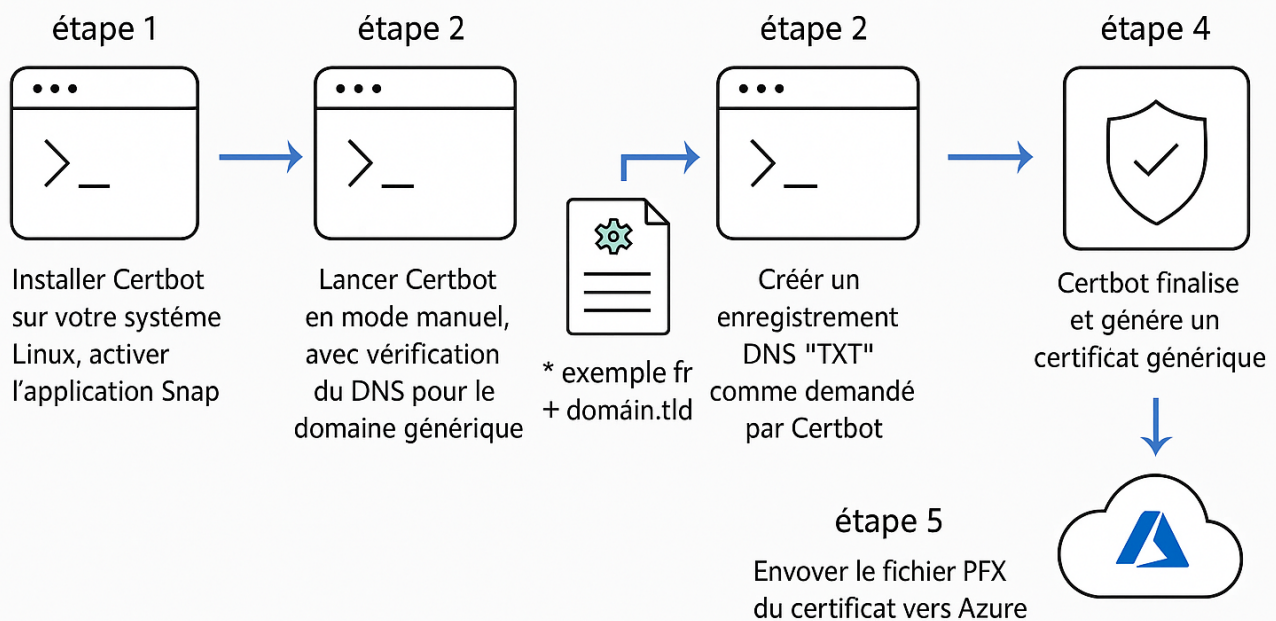 étape 1
Installer Certbot
sur votre systéme
Linux, activer
l'application Snap
étape 2
Lancer Certbot
en mode manuel,
avec vérification
du DNS pour le
domaine générique
* exemple fr
+ domáin.tld
étape 2
Créér un
enregistrement
DNS "TXT"
comme demandé
par Certbot
étape 4
Certbot finalise
et génére un
certificat générique
étape 5
Envover le fichier PFX
du certificat vers Azure